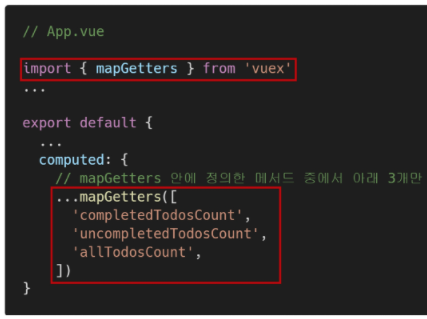 // App.vue
import { mapGetters } from 'vuex'
...
export default {
...
computed: {
// mapGetters 안에 정의한 메서드 중에서 아래 3개만
...mapGetters([
'completedTodosCount',
'uncompletedTodosCount',
'allTodosCount',
])
}